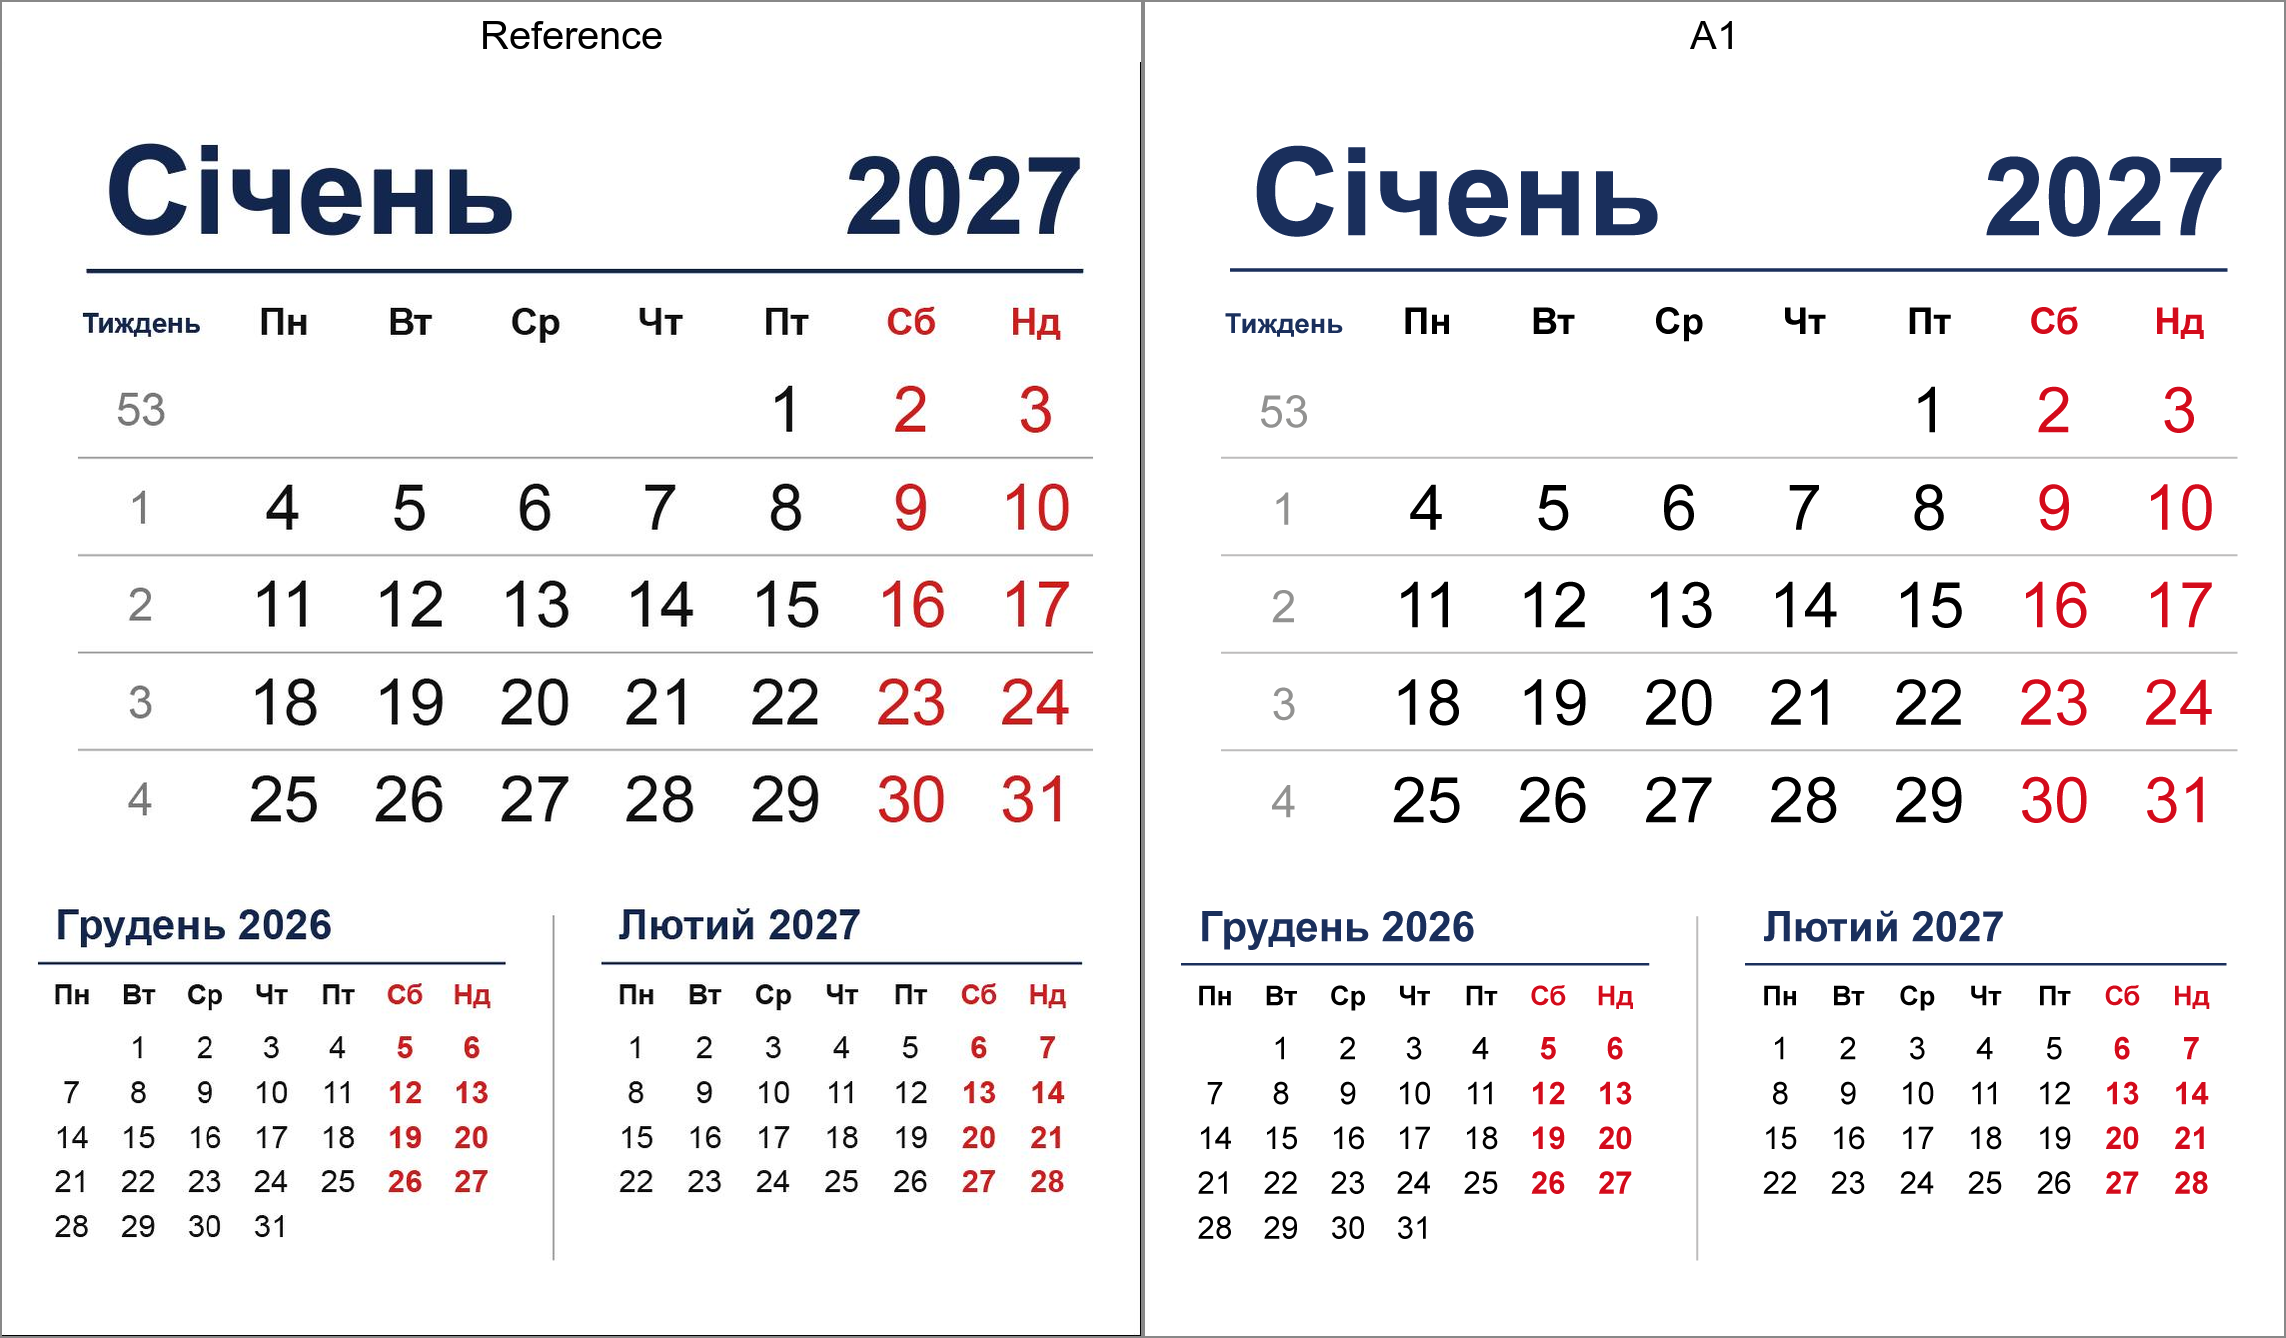 Reference
Січень 2027
Тиждень Пн Вт Ср Чт Пт Сб Нд
53 1 2 3
1 4 5 6 7 8 9 10
2 11 12 13 14 15 16 17
3 18 19 20 21 22 23 24
4 25 26 27 28 29 30 31
Грудень 2026
Пн Вт Ср Чт Пт Сб Нд
1 2 3 4 5 6
7 8 9 10 11 12 13
14 15 16 17 18 19 20
21 22 23 24 25 26 27
28 29 30 31
Лютий 2027
Пн Вт Ср Чт Пт Сб Нд
1 2 3 4 5 6 7
8 9 10 11 12 13 14
15 16 17 18 19 20 21
22 23 24 25 26 27 28
A1
Січень 2027
Тиждень Пн Вт Ср Чт Пт Сб Нд
53 1 2 3
1 4 5 6 7 8 9 10
2 11 12 13 14 15 16 17
3 18 19 20 21 22 23 24
4 25 26 27 28 29 30 31
Грудень 2026
Пн Вт Ср Чт Пт Сб Нд
1 2 3 4 5 6
7 8 9 10 11 12 13
14 15 16 17 18 19 20
21 22 23 24 25 26 27
28 29 30 31
Лютий 2027
Пн Вт Ср Чт Пт Сб Нд
1 2 3 4 5 6 7
8 9 10 11 12 13 14
15 16 17 18 19 20 21
22 23 24 25 26 27 28